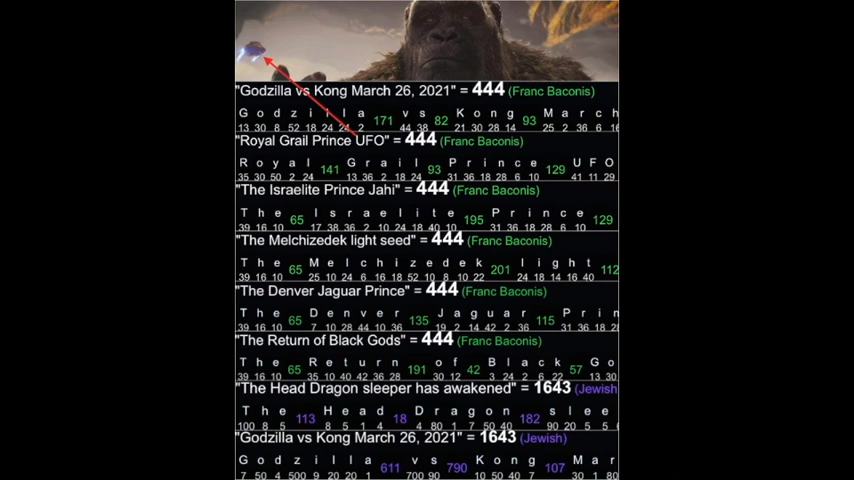 "Godzilla vs Kong March 26, 2021" = 444 (Franc Baconis)
G o d z i l l a 171 v s 82 K o n g 93 M a r c h
13 30 8 52 18 24 24 2 44 38 21 30 28 14 25 2 36 6 16
"Royal Grail Prince UFO" = 444 (Franc Baconis)
R o y a l 141 G r a i l 93 P r i n c e 129 U F O
35 30 50 2 24 13 36 2 18 24 31 36 18 28 6 10 41 11 29
"The Israelite Prince Jahi" = 444 (Franc Baconis)
T h e 65 I s r a e l i t e 195 P r i n c e 129
39 16 10 17 38 36 2 10 24 18 40 10 31 36 18 28 6 10
"The Melchizedek light seed" = 444 (Franc Baconis)
T h e 65 M e l c h i z e d e k 201 l i g h t 112
39 16 10 25 10 24 6 16 18 52 10 8 10 22 24 18 14 16 40
"The Denver Jaguar Prince" = 444 (Franc Baconis)
T h e 65 D e n v e r 135 J a g u a r 115 P r i n
39 16 10 7 10 28 44 10 36 19 2 14 42 2 36 31 36 18
"The Return of Black Gods" = 444 (Franc Baconis)
T h e 65 R e t u r n 191 o f 42 B l a c k 57 G o
39 16 10 35 10 40 42 36 28 30 12 3 24 2 6 22 13 30
"The Head Dragon sleeper has awakened" = 1643 (Jewish
T h e 113 H e a d 18 D r a g o n 182 s l e e
100 8 5 8 5 1 4 4 80 1 7 50 40 90 20 5 5
"Godzilla vs Kong March 26, 2021" = 1643 (Jewish)
G o d z i l l a 611 v s 790 K o n g 107 M a r
7 50 4 500 9 20 20 1 700 90 10 50 40 7 30 1 80